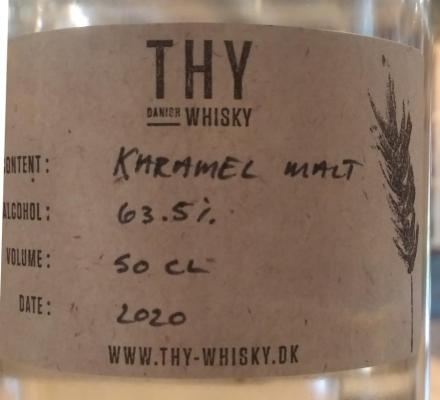 THY
DANISH WHISKY
CONTENT: KARAMEL MALT
ALCOHOL: 63.5%
VOLUME: 50 CL
DATE: 2020
WWW.THY-WHISKY.DK